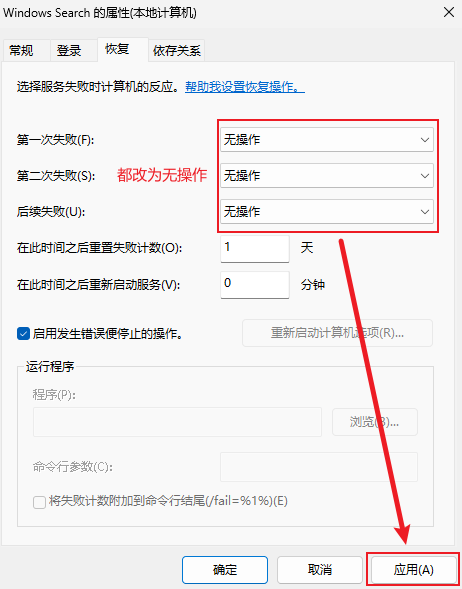 Windows Search 的属性(本地计算机)
常规 登录 恢复 依存关系
选择服务失败时计算机的反应。帮助我设置恢复操作。
第一次失败(F): 无操作
第二次失败(S): 都改为无操作 无操作
后续失败(U): 无操作
在此时间之后重置失败计数(O): 1 天
在此时间之后重新启动服务(V): 0 分钟
启用发生错误便停止的操作。 重新启动计算机选项(R)...
运行程序
程序(P):
浏览(B)...
命令行参数(C):
将失败计数附加到命令行结尾(/fail=%1%)(E)
确定 取消 应用(A)